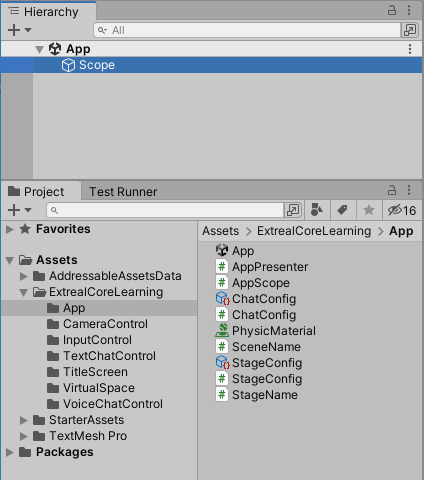 Hierarchy
All
App
Scope
Project
Test Runner
16
Favorites
Assets
AddressableAssetsData
ExtrealCoreLearning
App
CameraControl
InputControl
TextChatControl
TitleScreen
VirtualSpace
VoiceChatControl
StarterAssets
TextMesh Pro
Packages
Assets > ExtrealCoreLearning > App
App
AppPresenter
AppScope
ChatConfig
ChatConfig
PhysicMaterial
SceneName
StageConfig
StageConfig
StageName